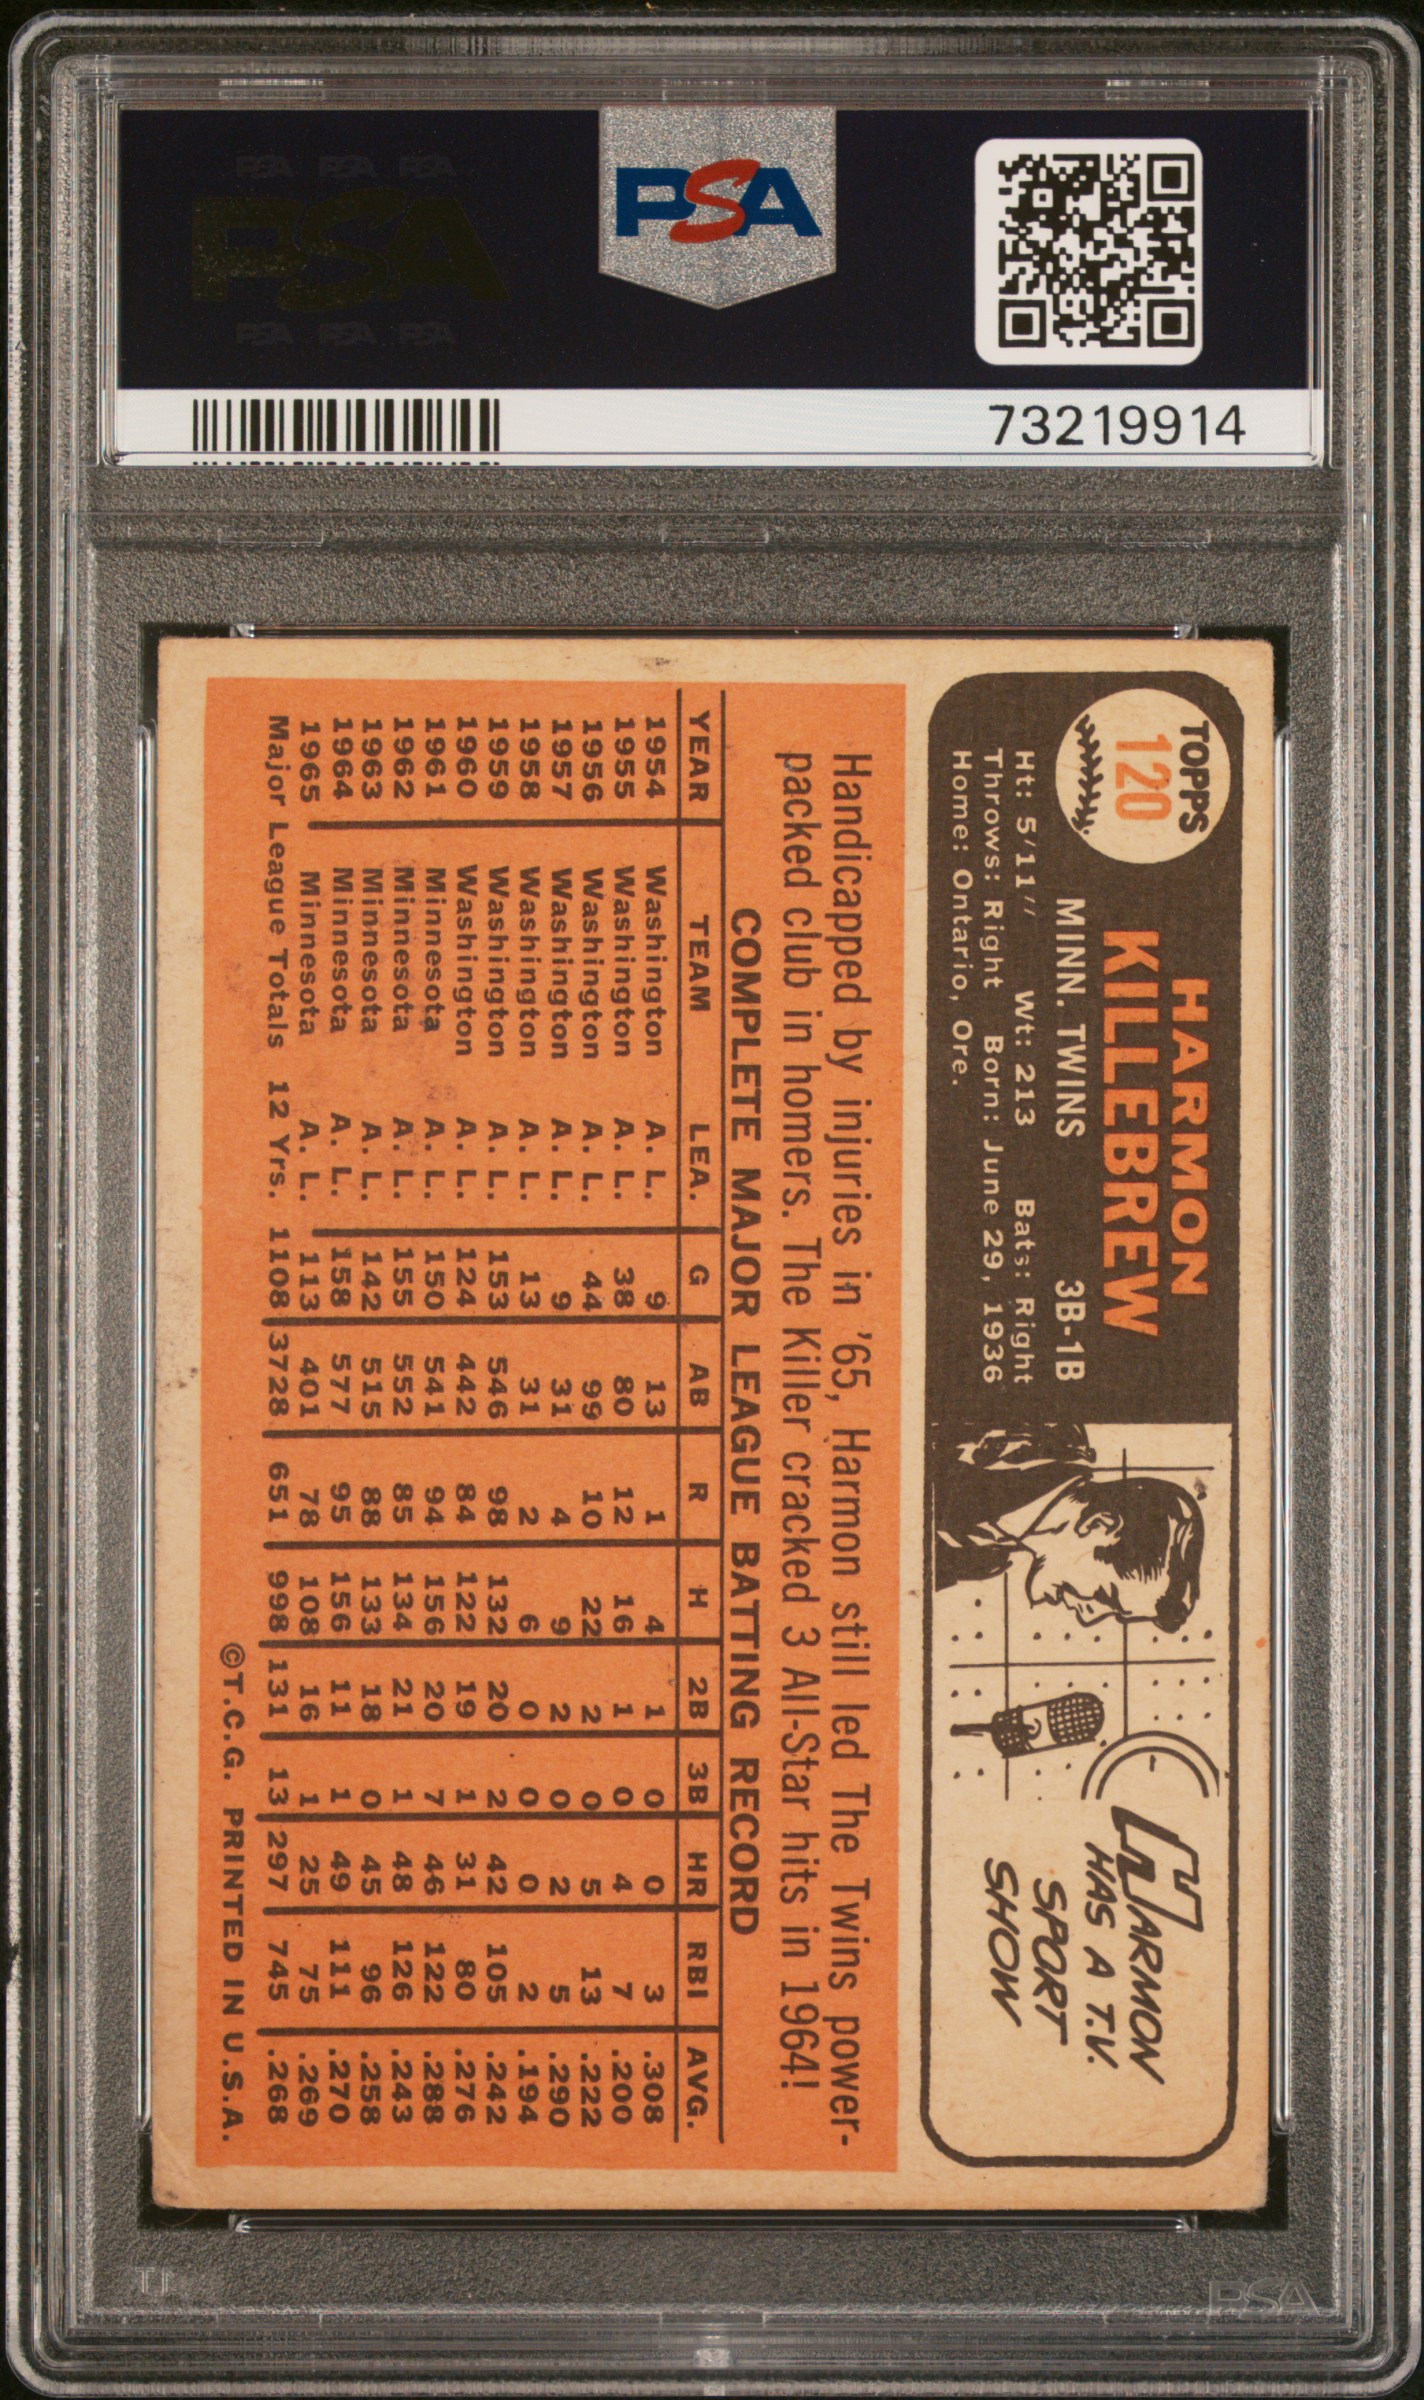 PSA PSA PSA
PSA
PSA PSA PSA
PSA
73219914
TOPPS
120
HARMON
KILLEBREW
MINN. TWINS 3B-1B
Ht: 5'11" Wt: 213 Bats: Right
Throws: Right Born: June 29, 1936
Home: Ontario, Ore.
HARMON
HAS A T.V.
SPORT
SHOW
Handicapped by injuries in '65, Harmon still led The Twins power-
packed club in homers. The Killer cracked 3 All-Star hits in 1964!
COMPLETE MAJOR LEAGUE BATTING RECORD
YEAR TEAM LEA. G AB R H 2B 3B HR RBI AVG.
1954 Washington A. L. 9 13 1 4 1 0 0 3 .308
1955 Washington A. L. 38 80 12 16 1 0 4 7 .200
1956 Washington A. L. 44 99 10 22 2 0 5 13 .222
1957 Washington A. L. 9 31 4 9 2 0 2 5 .290
1958 Washington A. L. 13 31 2 6 0 0 0 2 .194
1959 Washington A. L. 153 546 98 132 20 2 42 105 .242
1960 Washington A. L. 124 442 84 122 19 1 31 80 .276
1961 Minnesota A. L. 150 541 94 156 20 7 46 122 .288
1962 Minnesota A. L. 155 552 85 134 21 1 48 126 .243
1963 Minnesota A. L. 142 515 88 133 18 0 45 96 .258
1964 Minnesota A. L. 158 577 95 156 11 1 49 111 .270
1965 Minnesota A. L. 113 401 78 108 16 1 25 75 .269
Major League Totals 12 Yrs. 1108 3728 651 998 131 13 297 745 .268
©T.C.G. PRINTED IN U.S.A.
PSA